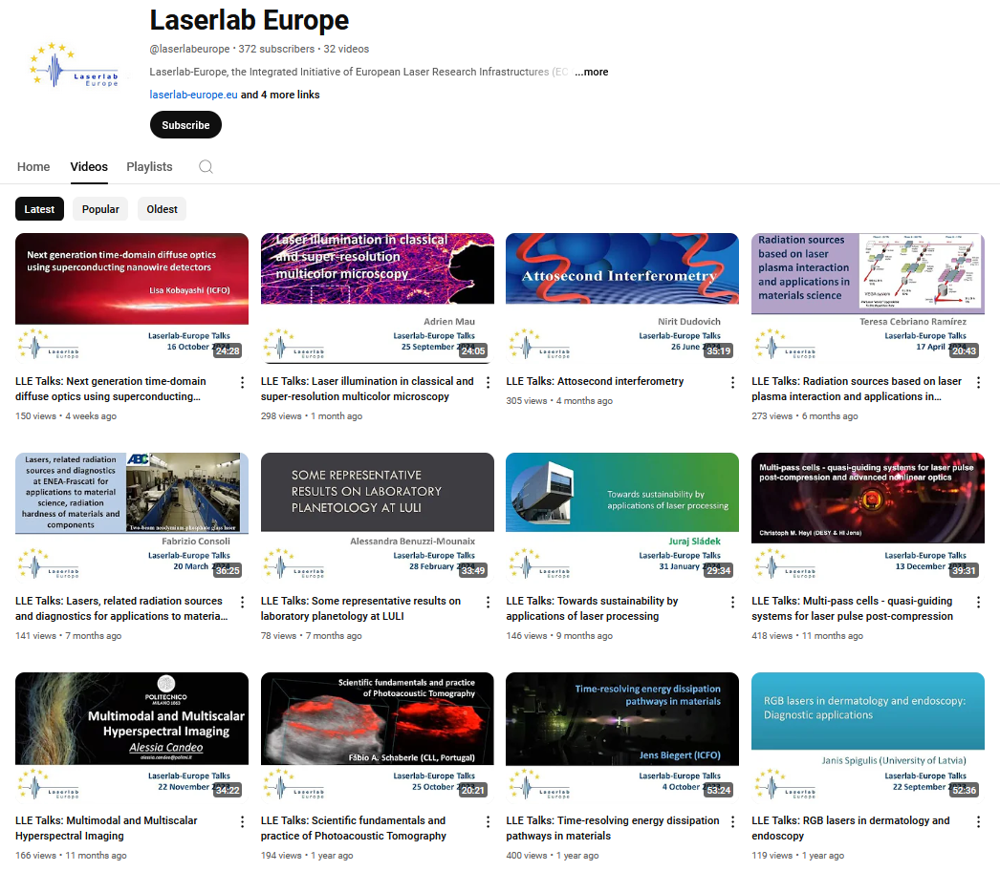 Laserlab Europe
@laserlabeurope • 372 subscribers • 32 videos
Laserlab-Europe, the Integrated Initiative of European Laser Research Infrastructures (EC ...more
laserlab-europe.eu and 4 more links
Subscribe
Laserlab
Europe
Home Videos Playlists
Latest Popular Oldest
Next generation time-domain diffuse optics
using superconducting nanowire detectors
Lisa Kobayashi (ICFO)
Laserlab Europe
Laserlab-Europe Talks
16 October
24:28
LLE Talks: Next generation time-domain
diffuse optics using superconducting...
150 views • 4 weeks ago
Laser illumination in classical
and super-resolution
multicolor microscopy
Adrien Mau
Laserlab Europe
Laserlab-Europe Talks
25 September
24:05
LLE Talks: Laser illumination in classical and
super-resolution multicolor microscopy
298 views • 1 month ago
Attosecond Interferometry
Nirit Dudovich
Laserlab Europe
Laserlab-Europe Talks
26 June
35:19
LLE Talks: Attosecond interferometry
305 views • 4 months ago
Radiation sources
based on laser
plasma interaction
and applications in
materials science
Teresa Cebriano Ramírez
Laserlab Europe
Laserlab-Europe Talks
17 April
20:43
LLE Talks: Radiation sources based on laser
plasma interaction and applications in...
273 views • 6 months ago
Lasers, related radiation
sources and diagnostics
at ENEA-Frascati for
applications to material
science, radiation
hardness of materials and
components
ABC
Two-beam neodymium-phosphate glass laser
Fabrizio Consoli
Laserlab Europe
Laserlab-Europe Talks
20 March
36:25
LLE Talks: Lasers, related radiation sources
and diagnostics for applications to materia...
141 views • 7 months ago
SOME REPRESENTATIVE
RESULTS ON LABORATORY
PLANETOLOGY AT LULI
Alessandra Benuzzi-Mounaix
Laserlab Europe
Laserlab-Europe Talks
28 February
33:49
LLE Talks: Some representative results on
laboratory planetology at LULI
78 views • 7 months ago
Towards sustainability by
applications of laser processing
Juraj Sládek
Laserlab Europe
Laserlab-Europe Talks
31 January
29:34
LLE Talks: Towards sustainability by
applications of laser processing
146 views • 9 months ago
Multi-pass cells - quasi-guiding systems for laser pulse
post-compression and advanced nonlinear optics
Christoph M. Heyl (DESY & HI Jena)
Laserlab Europe
Laserlab-Europe Talks
13 December
39:31
LLE Talks: Multi-pass cells - quasi-guiding
systems for laser pulse post-compression
418 views • 11 months ago
POLITECNICO
MILANO 1863
Multimodal and Multiscalar
Hyperspectral Imaging
Alessia Candeo
alessia.candeo@polimi.it
Laserlab Europe
Laserlab-Europe Talks
22 November
34:22
LLE Talks: Multimodal and Multiscalar
Hyperspectral Imaging
166 views • 11 months ago
Scientific fundamentals and practice
of Photoacoustic Tomography
Fábio A. Schaberle (CLL, Portugal)
Laserlab Europe
Laserlab-Europe Talks
25 October
20:21
LLE Talks: Scientific fundamentals and
practice of Photoacoustic Tomography
194 views • 1 year ago
Time-resolving energy dissipation
pathways in materials
Jens Biegert (ICFO)
Laserlab Europe
Laserlab-Europe Talks
4 October
53:24
LLE Talks: Time-resolving energy dissipation
pathways in materials
400 views • 1 year ago
RGB lasers in dermatology and endoscopy:
Diagnostic applications
Janis Spigulis (University of Latvia)
Laserlab Europe
Laserlab-Europe Talks
22 September
52:36
LLE Talks: RGB lasers in dermatology and
endoscopy
119 views • 1 year ago